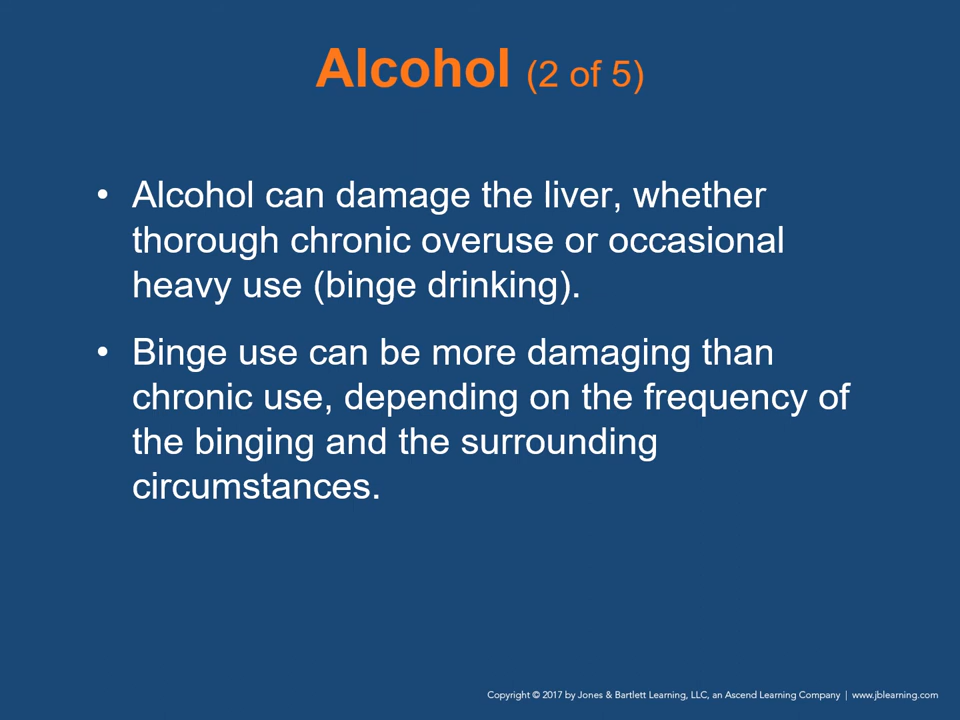 Alcohol (2 of 5)
• Alcohol can damage the liver, whether
thorough chronic overuse or occasional
heavy use (binge drinking).
• Binge use can be more damaging than
chronic use, depending on the frequency of
the binging and the surrounding
circumstances.
Copyright © 2017 by Jones & Bartlett Learning, LLC, an Ascend Learning Company | www.jblearning.com